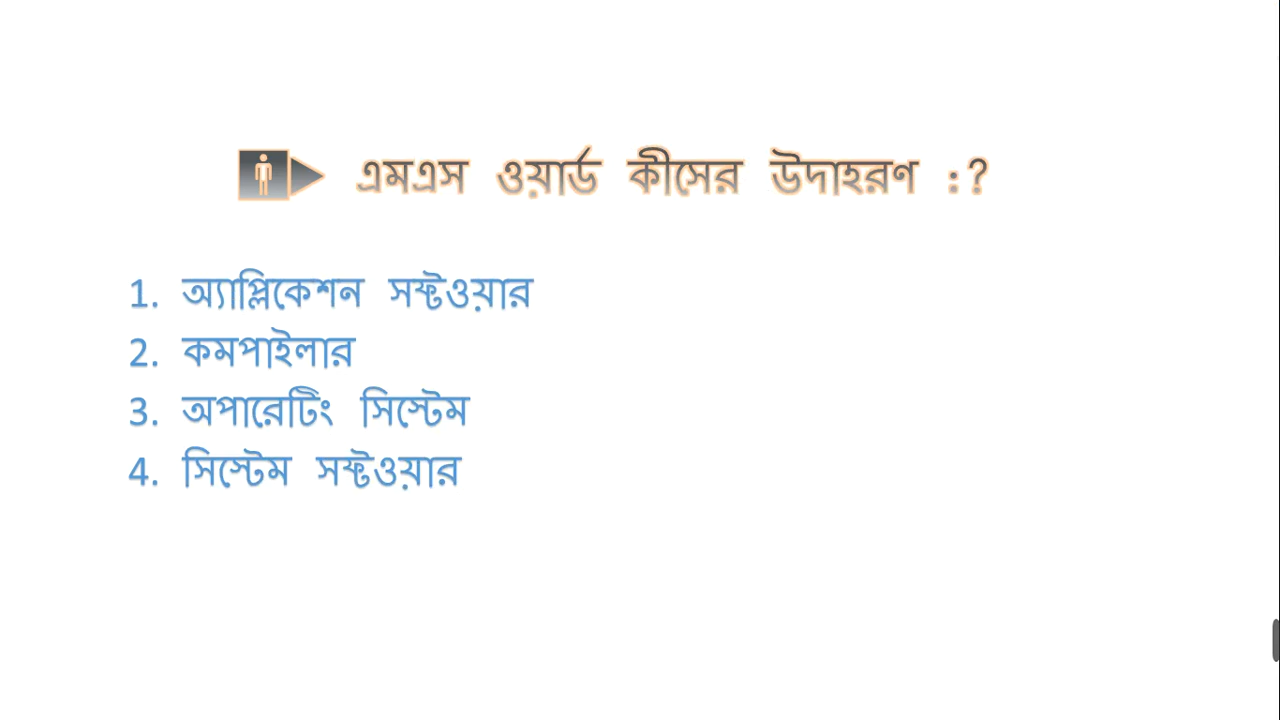 এমএস ওয়ার্ড কীসের উদাহরণ :?
1. অ্যাপ্লিকেশন সফ্টওয়ার
2. কমপাইলার
3. অপারেটিং সিস্টেম
4. সিস্টেম সফ্টওয়ার